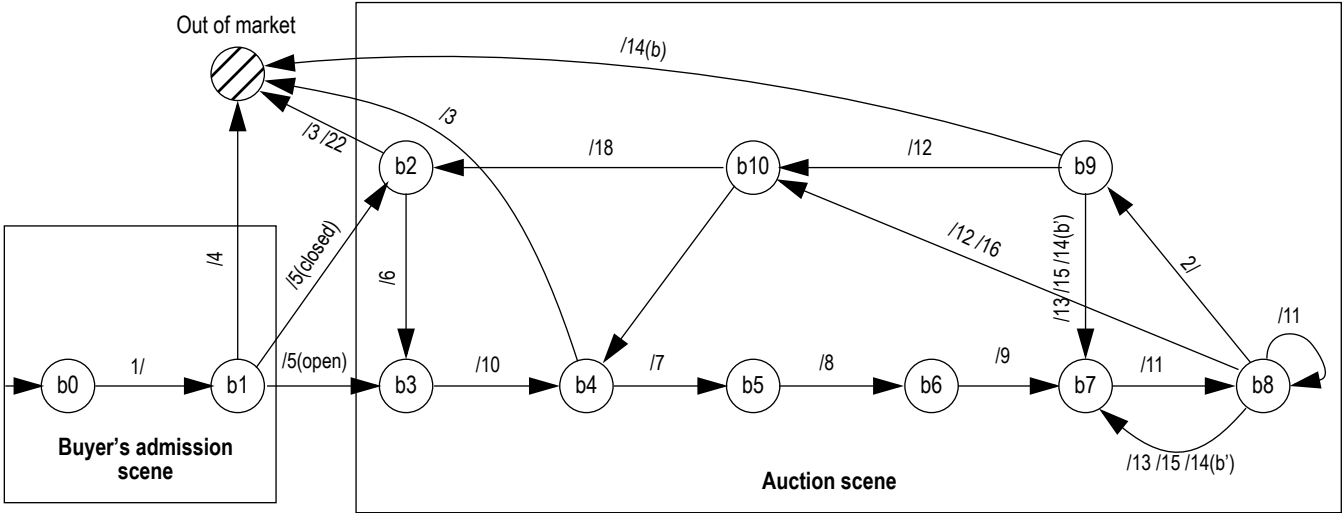 Out of market
/14(b)
/3
/3 /22
b2
/18
b10
/12
b9
/4
/5(closed)
/6
/12 /16
/13 /15 /14(b')
2/
/11
b0
1/
b1
/5(open)
b3
/10
b4
/7
b5
/8
b6
/9
b7
/11
b8
Buyer's admission
scene
/13 /15 /14(b')
Auction scene